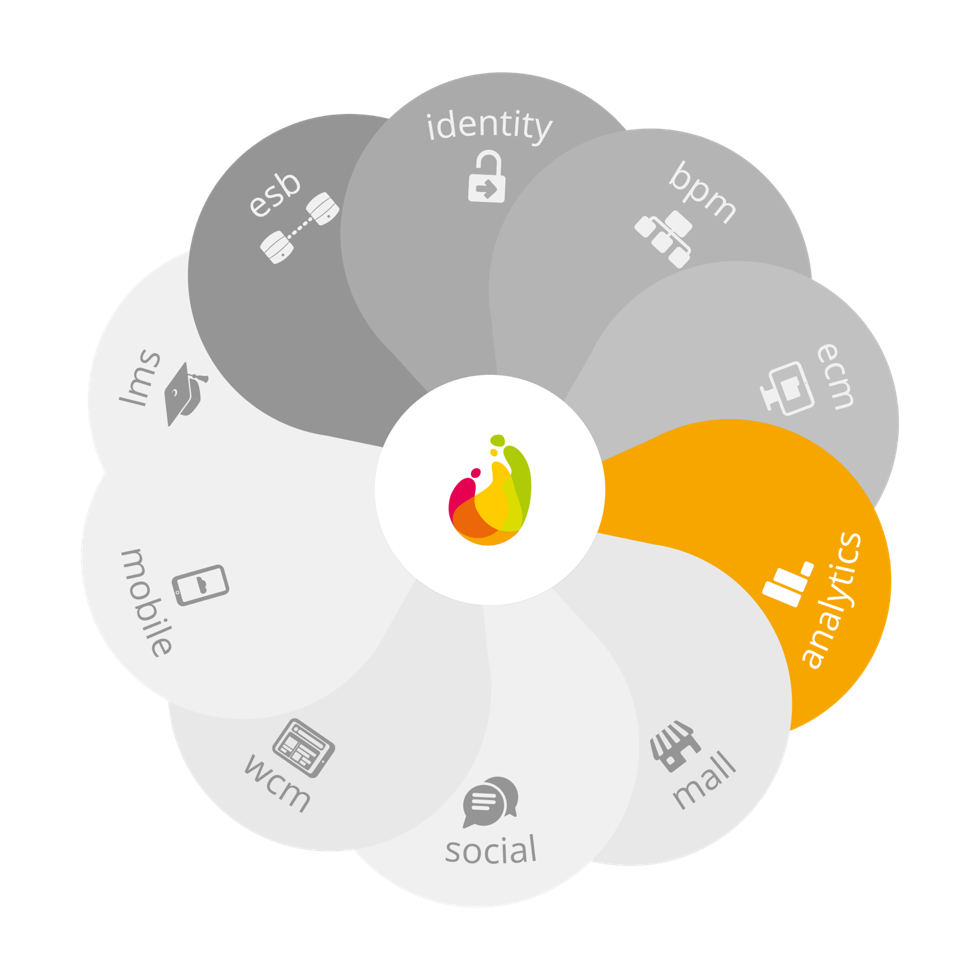 identity
bpm
ecm
analytics
mall
social
wcm
mobile
lms
esb